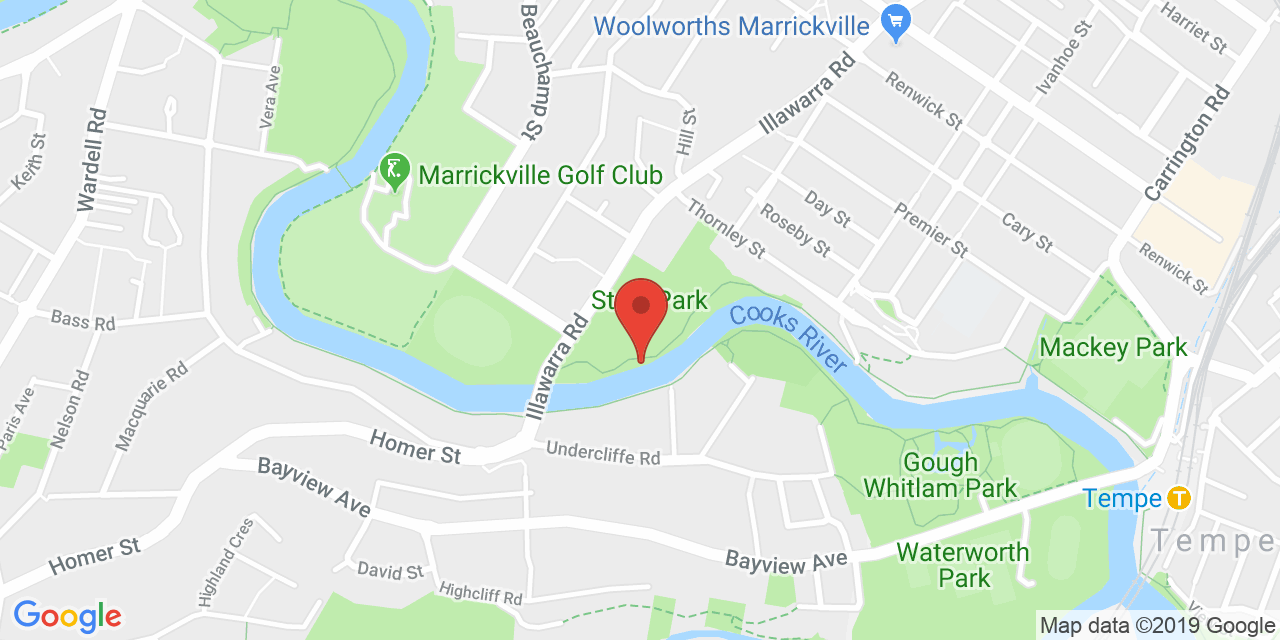 Woolworths Marrickville
Harriet St
Ivanhoe St
Beauchamp St
Vera Ave
Renwick St
Illawarra Rd
Carrington Rd
Wardell Rd
Keith St
Hill St
Marrickville Golf Club
Thornley St
Roseby St
Day St
Premier St
Cary St
Renwick St
Park
Cooks River
Bass Rd
Illawarra Rd
Mackey Park
Macquarie Rd
Nelson Rd
Paris Ave
Homer St
Undercliffe Rd
Bayview Ave
Gough
Whitlam Park
Tempe
T
Tempe
Homer St
Highland Cres
David St
Highcliff Rd
Bayview Ave
Waterworth
Park
Google
Map data ©2019 Google